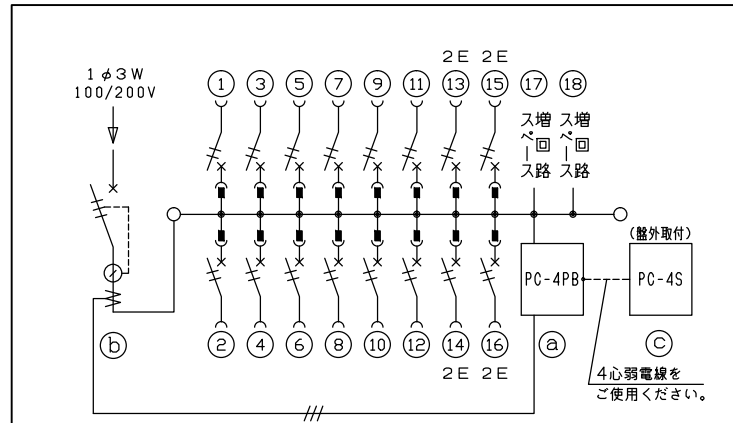 1φ3W
100/200V
2E 2E
① ③ ⑤ ⑦ ⑨ ⑪ ⑬ ⑮ ⑰ ⑱
増回路
スペース
増回路
スペース
(盤外取付)
PC-4PB
PC-4S
② ④ ⑥ ⑧ ⑩ ⑫ ⑭ ⑯
2E 2E
ⓐ
ⓑ
ⓒ
4心弱電線を
ご使用ください。